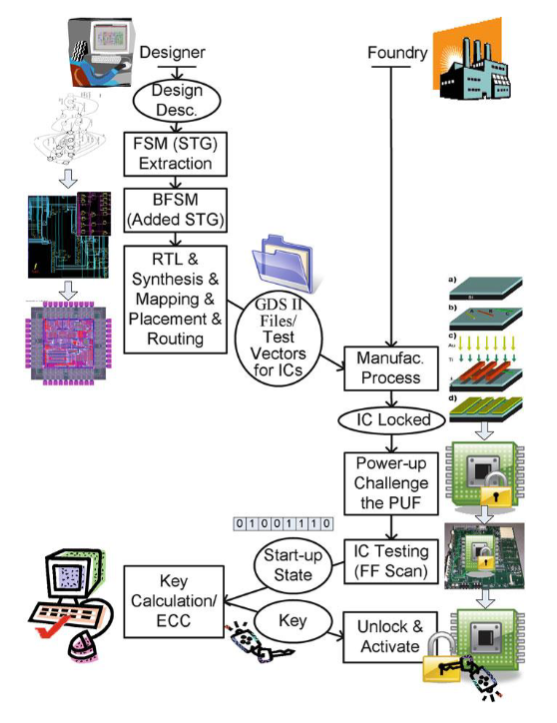 Designer
Foundry
Design
Desc.
FSM (STG)
Extraction
BFSM
(Added STG)
RTL &
Synthesis &
Mapping &
Placement &
Routing
GDS II
Files/
Test
Vectors
for ICs
a)
b)
c)
Au
Ti
d)
Manufac.
Process
IC Locked
Power-up
Challenge
the PUF
0 1 0 0 1 1 1 0
Start-up
State
IC Testing
(FF Scan)
Key
Calculation/
ECC
Key
Unlock &
Activate